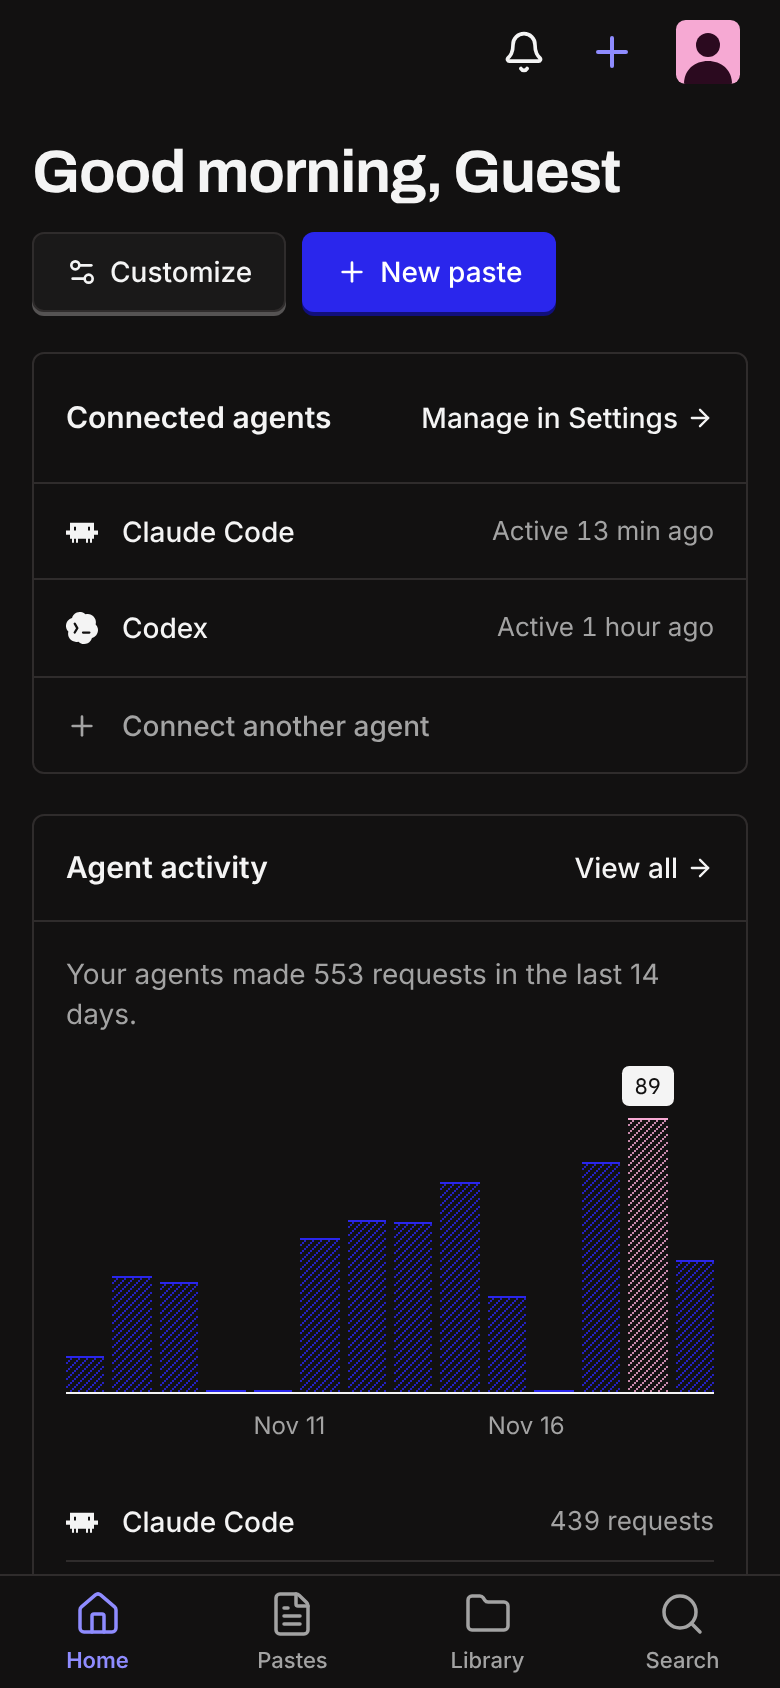 Good morning, Guest
Customize
New paste
Connected agents
Manage in Settings
Claude Code
Active 13 min ago
Codex
Active 1 hour ago
Connect another agent
Agent activity
View all
Your agents made 553 requests in the last 14
days.
89
Nov 11
Nov 16
Claude Code
439 requests
Home
Pastes
Library
Search